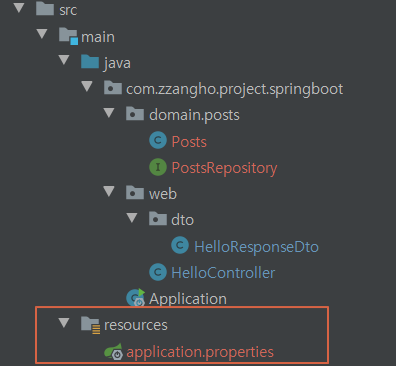 src
main
java
com.zzangho.project.springboot
domain.posts
Posts
PostsRepository
web
dto
HelloResponseDto
HelloController
Application
resources
application.properties